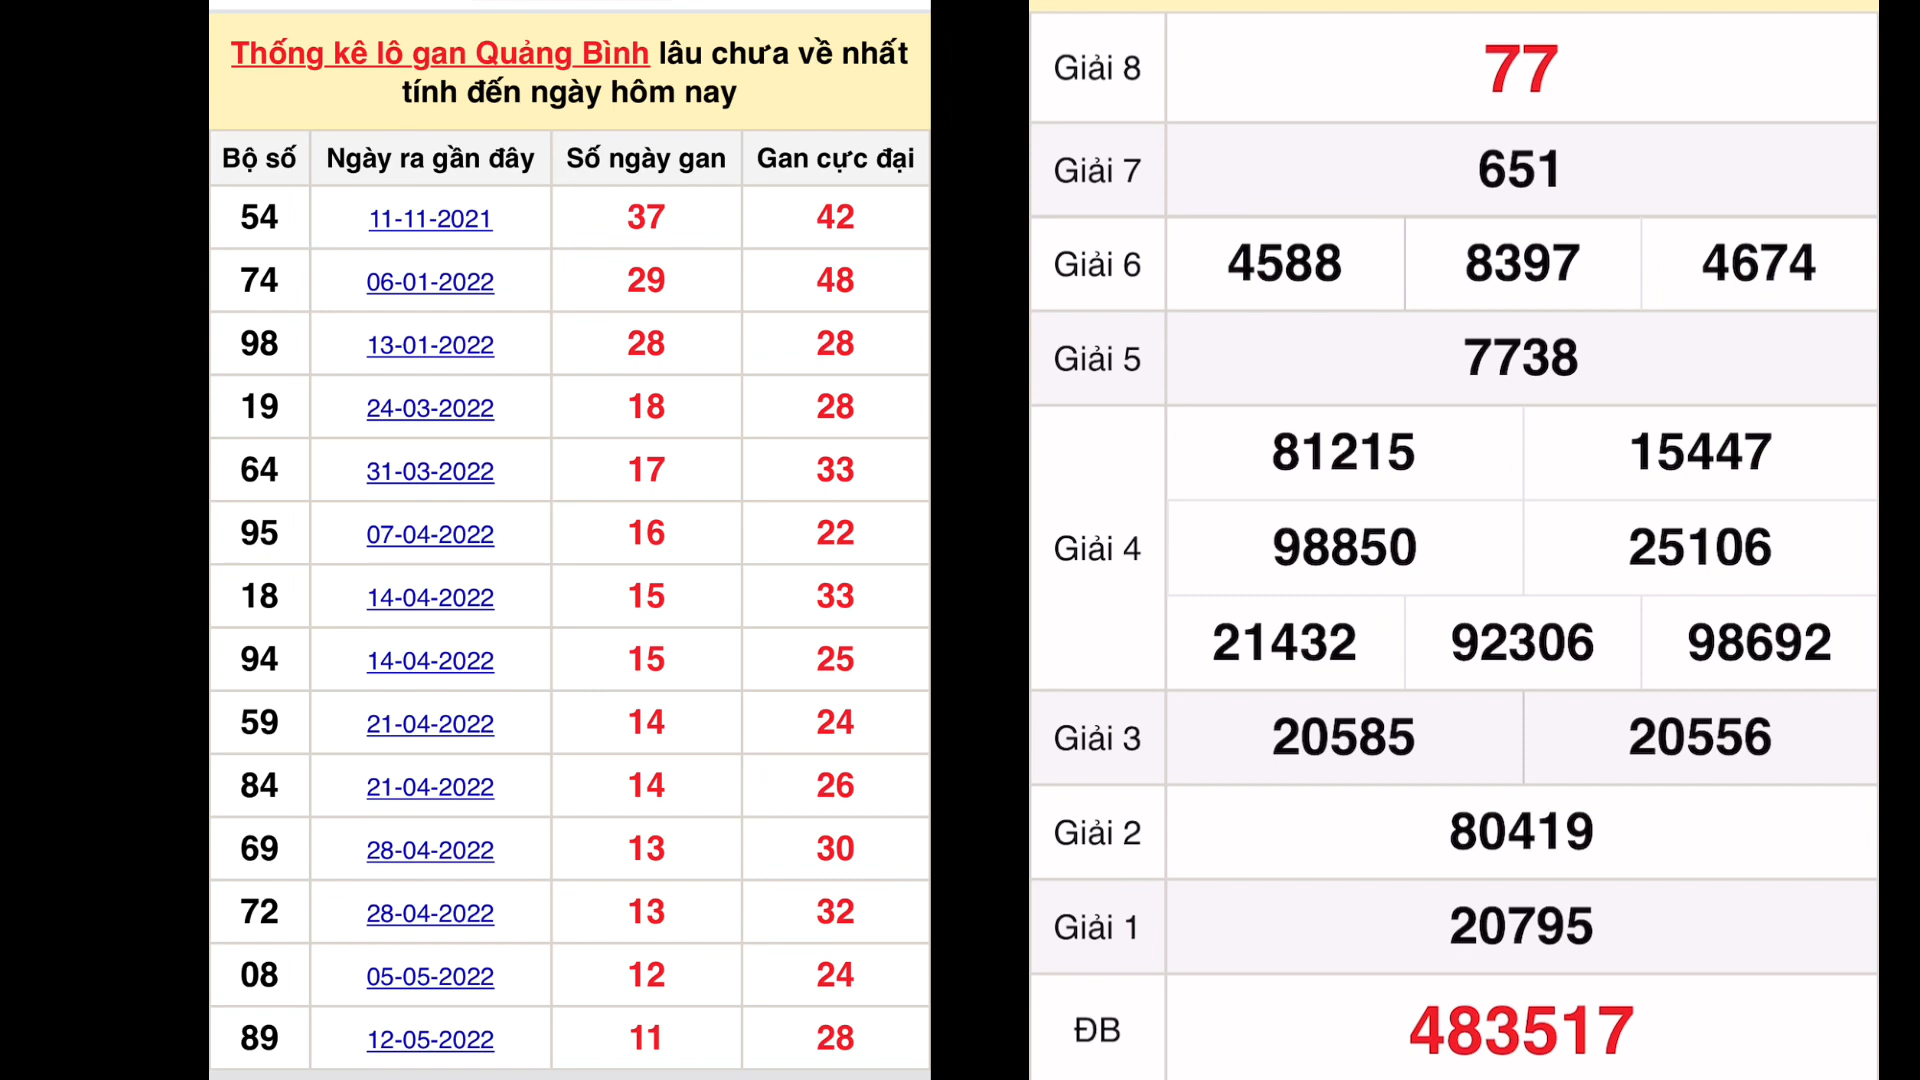 Thống kê lô gan Quảng Bình lâu chưa về nhất
tính đến ngày hôm nay
Bộ số Ngày ra gần đây Số ngày gan Gan cực đại
54 11-11-2021 37 42
74 06-01-2022 29 48
98 13-01-2022 28 28
19 24-03-2022 18 28
64 31-03-2022 17 33
95 07-04-2022 16 22
18 14-04-2022 15 33
94 14-04-2022 15 25
59 21-04-2022 14 24
84 21-04-2022 14 26
69 28-04-2022 13 30
72 28-04-2022 13 32
08 05-05-2022 12 24
89 12-05-2022 11 28
Giải 8 77
Giải 7 651
Giải 6 4588 8397 4674
Giải 5 7738
81215 15447
Giải 4 98850 25106
21432 92306 98692
Giải 3 20585 20556
Giải 2 80419
Giải 1 20795
ĐB 483517